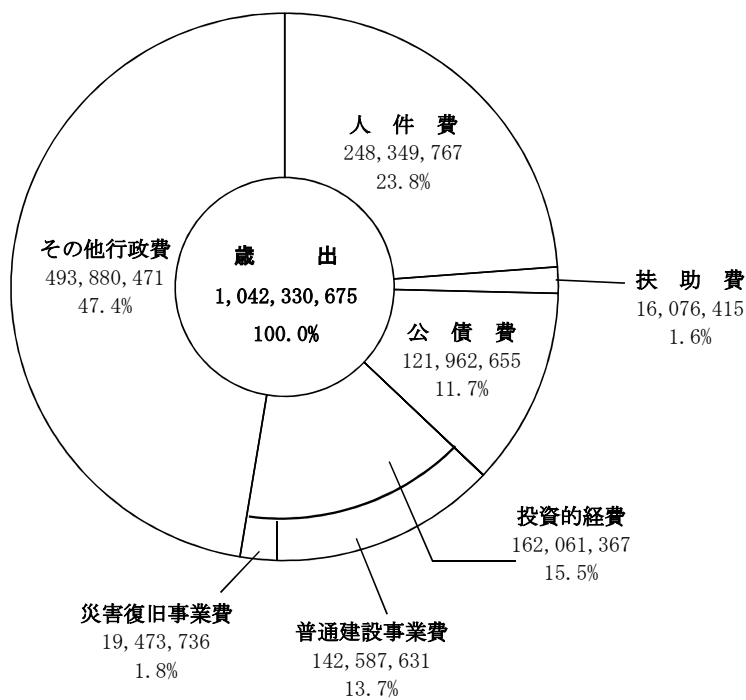 人 件 費
248,349,767
23.8%
その他行政費
493,880,471
47.4%
歳 出
1,042,330,675
100.0%
扶 助 費
16,076,415
1.6%
公 債 費
121,962,655
11.7%
投資的経費
162,061,367
15.5%
災害復旧事業費
19,473,736
1.8%
普通建設事業費
142,587,631
13.7%